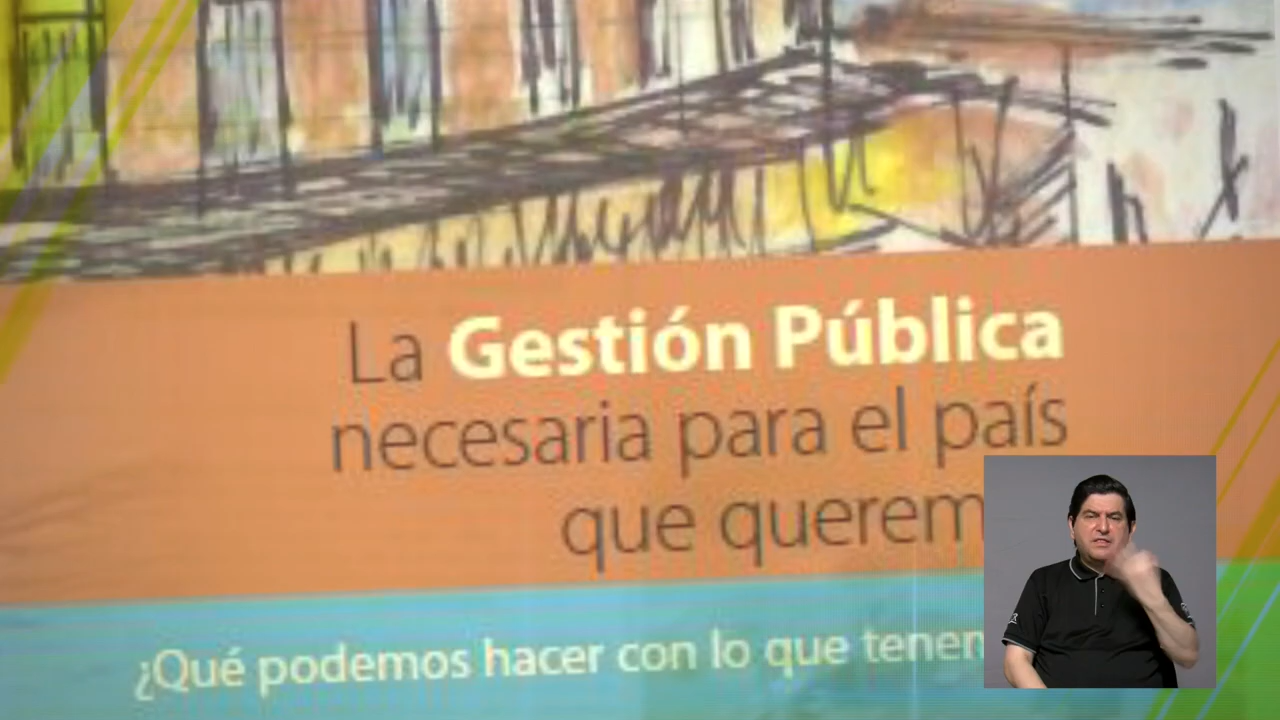 La Gestión Pública
necesaria para el país
que querem
¿Qué podemos hacer con lo que tenen